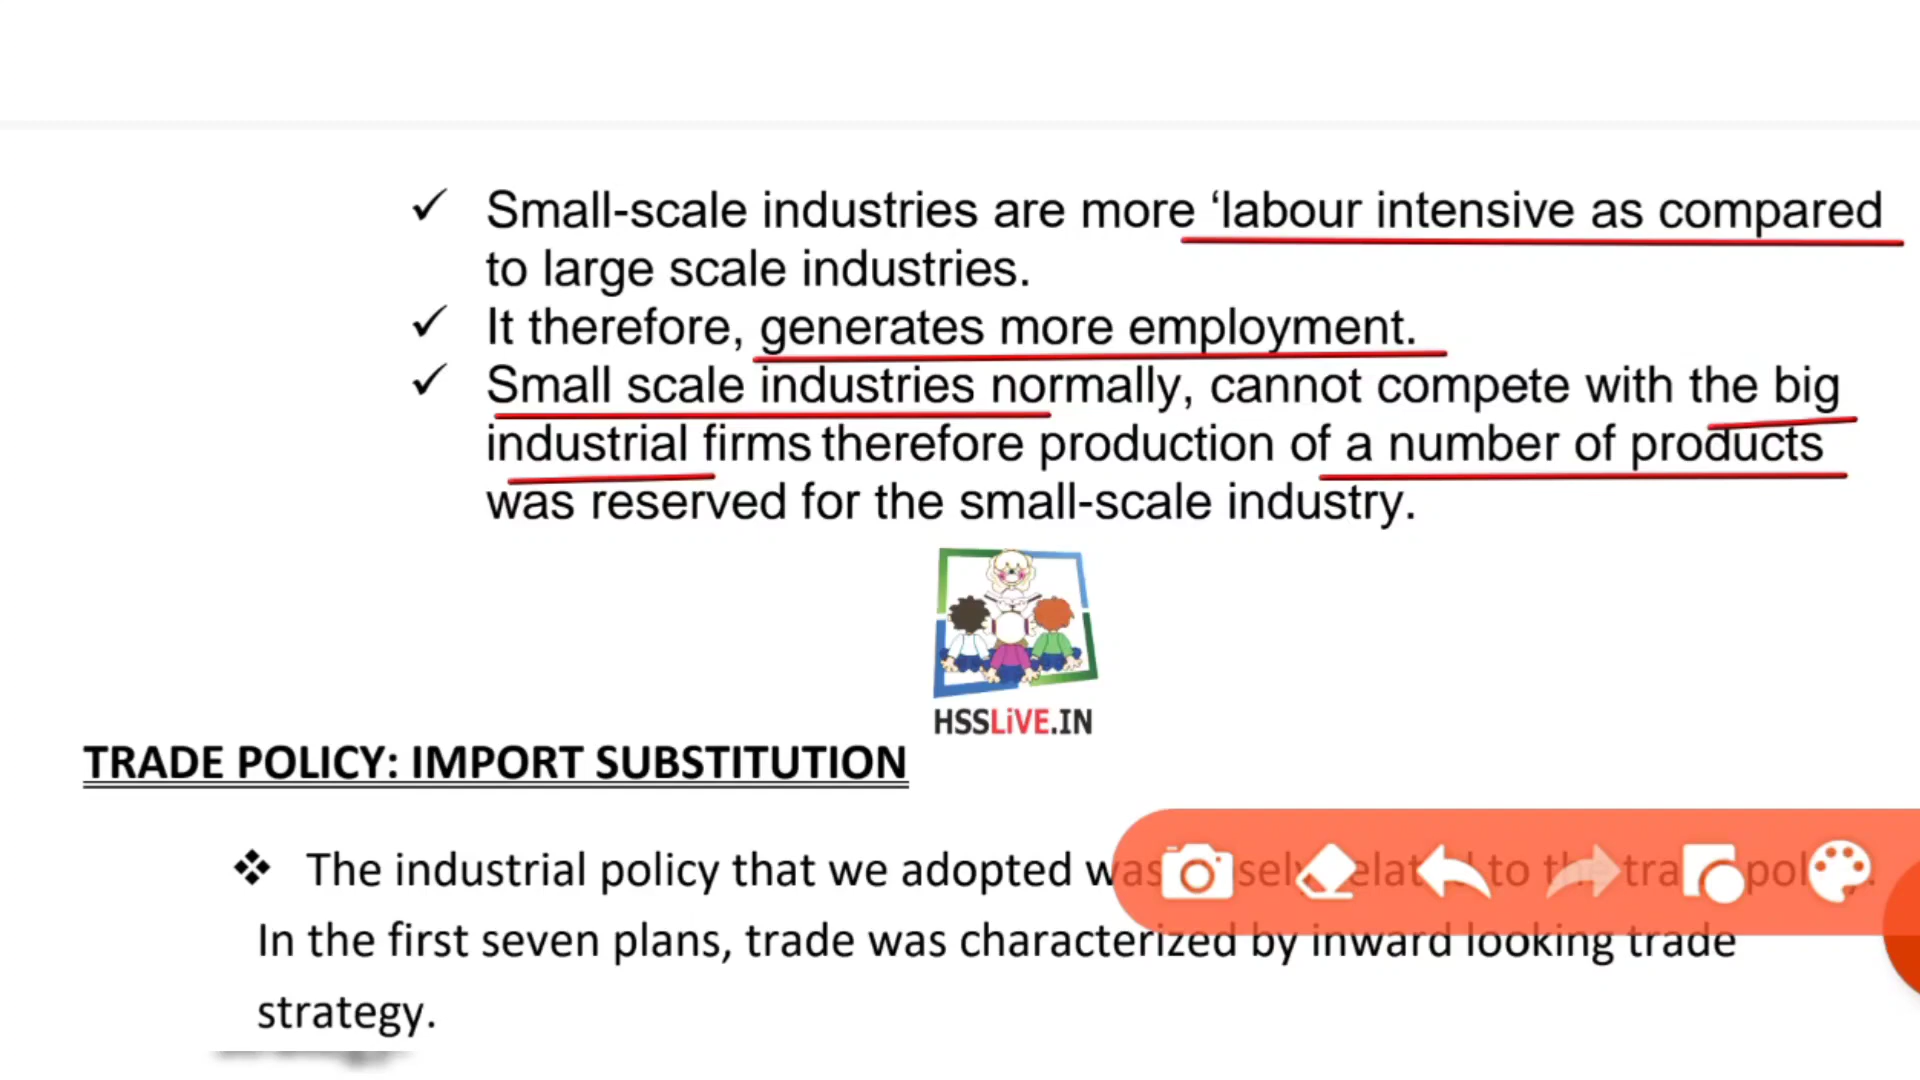 ✓ Small-scale industries are more ‘labour intensive as compared
to large scale industries.
✓ It therefore, generates more employment.
✓ Small scale industries normally, cannot compete with the big
industrial firms therefore production of a number of products
was reserved for the small-scale industry.
HSSLiVE.IN
TRADE POLICY: IMPORT SUBSTITUTION
❖ The industrial policy that we adopted was to the
In the first seven plans, trade was characterized by inward looking trade
strategy.